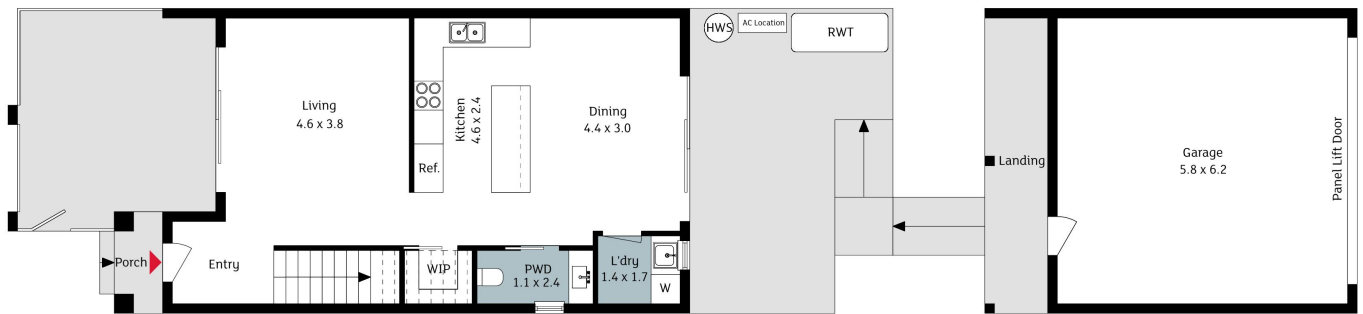 HWS
AC Location
RWT
Living
4.6 x 3.8
Kitchen
4.6 x 2.4
Dining
4.4 x 3.0
Ref.
Landing
Garage
5.8 x 6.2
Panel Lift Door
Porch
Entry
WIP
PWD
1.1 x 2.4
L'dry
1.4 x 1.7
W